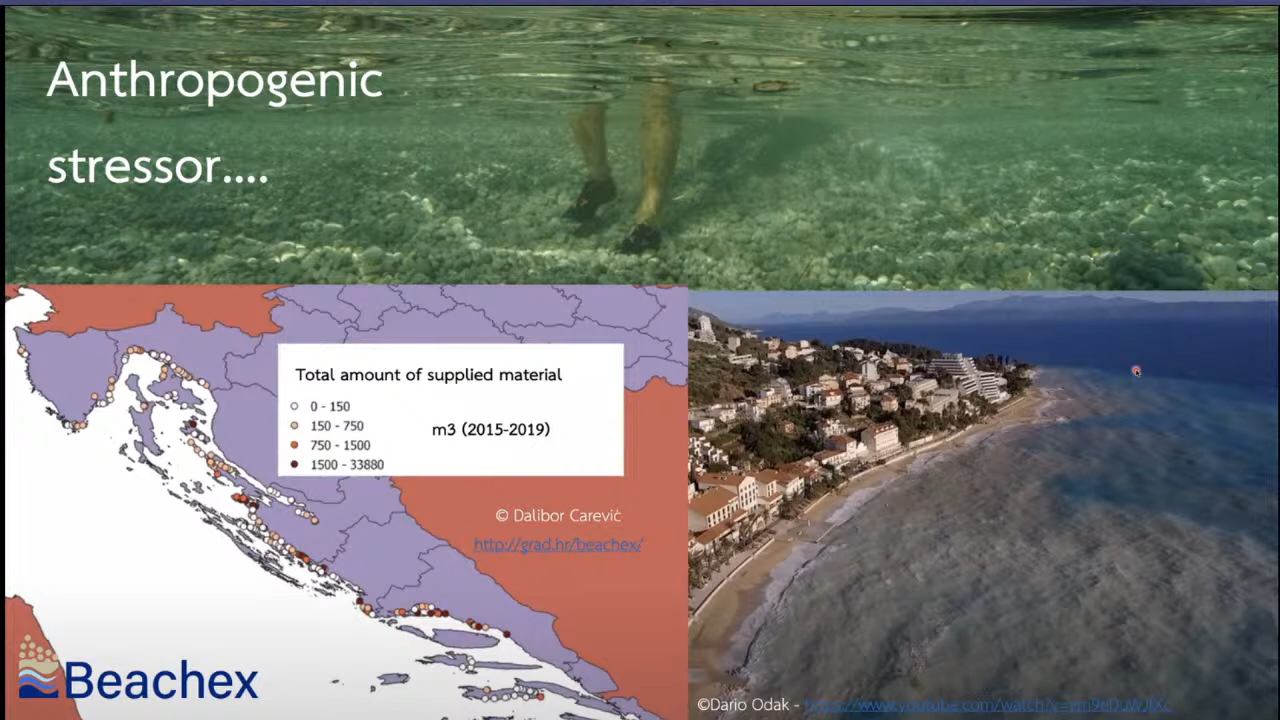 Anthropogenic
stressor....
Total amount of supplied material
0 - 150
150 - 750
750 - 1500
1500 - 33880
m3 (2015-2019)
© Dalibor Carević
http://grad.hr/beachex/
Beachex
©Dario Odak -